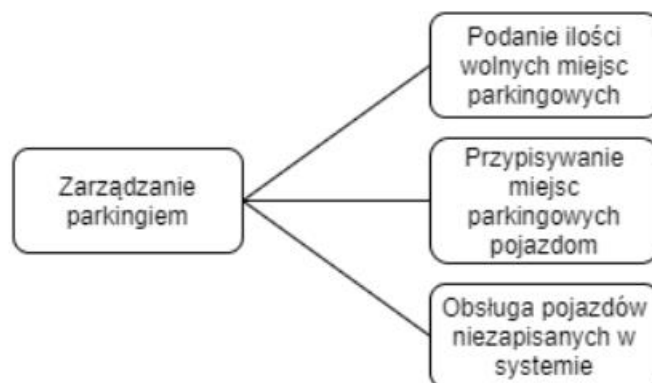 Zarządzanie
parkingiem
Podanie ilości
wolnych miejsc
parkingowych
Przypisywanie
miejsc
parkingowych
pojazdom
Obsługa pojazdów
niezapisanych w
systemie